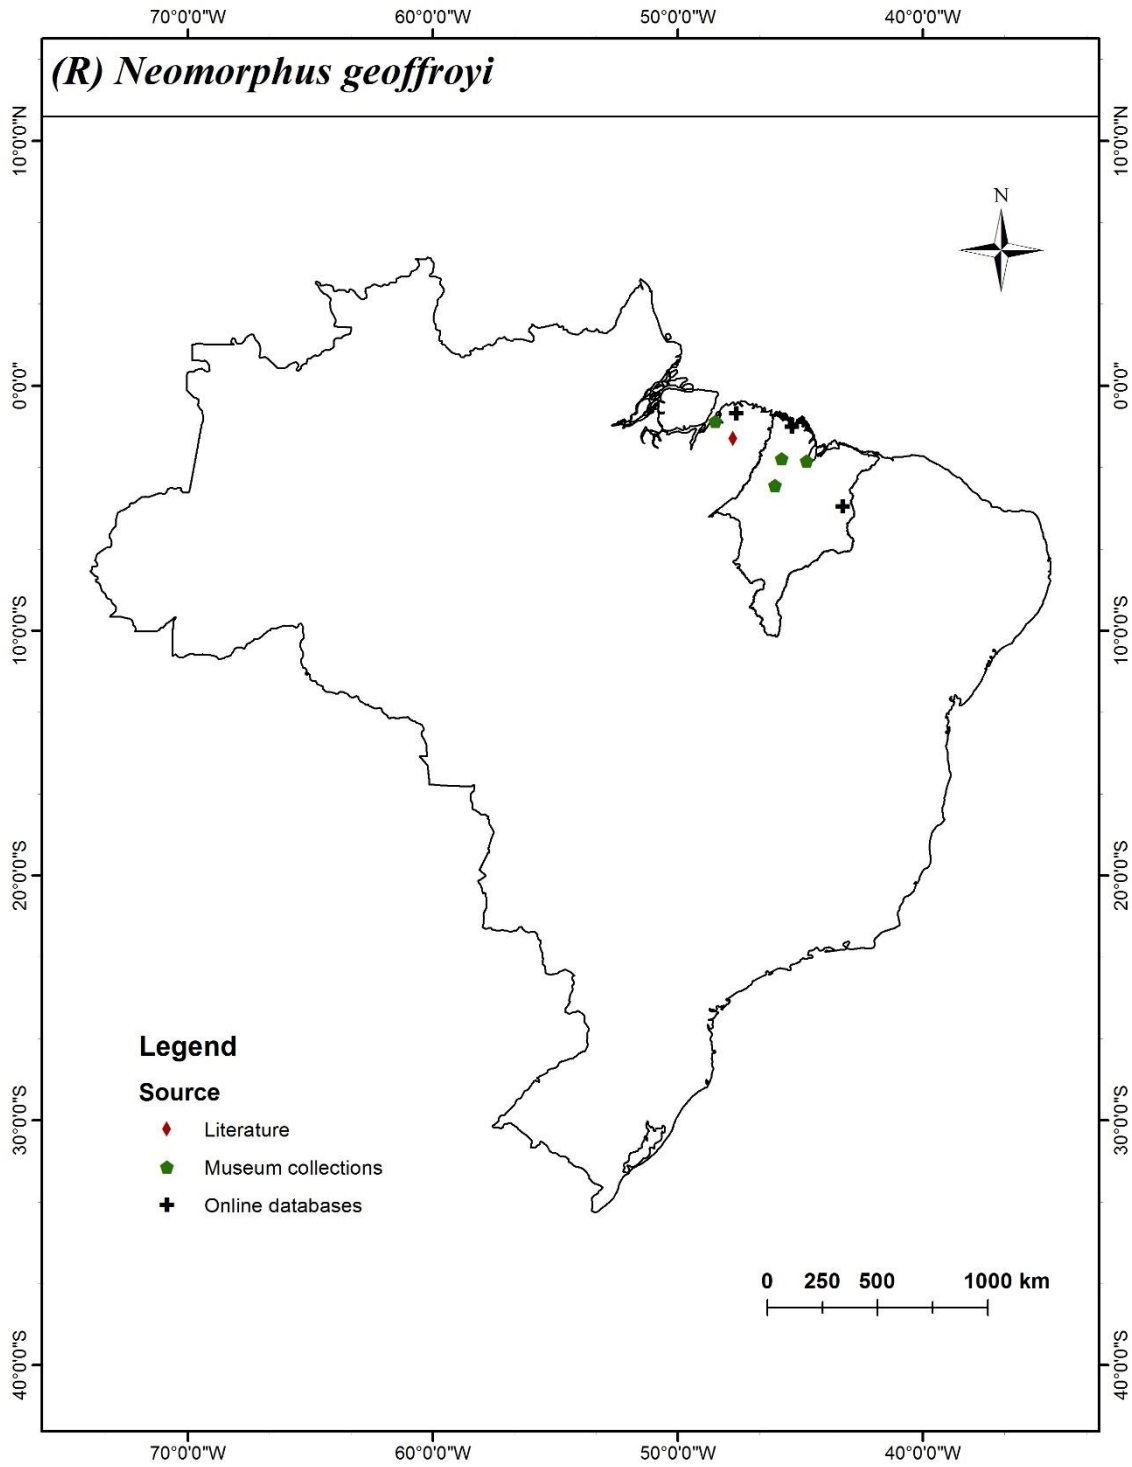 70°0'0"W 60°0'0"W 50°0'0"W 40°0'0"W
(R) Neomorphus geoffroyi
10°0'0"N 10°0'0"N
N
0°0'0" 0°0'0"
10°0'0"S 10°0'0"S
20°0'0"S 20°0'0"S
Legend
Source
30°0'0"S 30°0'0"S
Literature
Museum collections
Online databases
0 250 500 1000 km
40°0'0"S 40°0'0"S
70°0'0"W 60°0'0"W 50°0'0"W 40°0'0"W